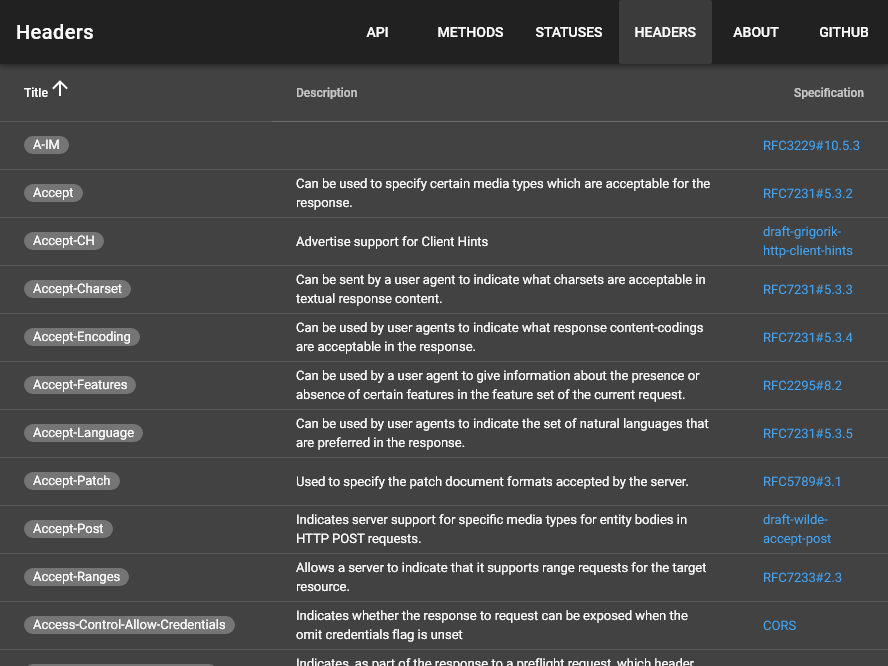 Headers API METHODS STATUSES HEADERS ABOUT GITHUB
Title Description Specification
A-IM RFC3229#10.5.3
Accept Can be used to specify certain media types which are acceptable for the
response. RFC7231#5.3.2
Accept-CH Advertise support for Client Hints draft-grigorik-
http-client-hints
Accept-Charset Can be sent by a user agent to indicate what charsets are acceptable in
textual response content. RFC7231#5.3.3
Accept-Encoding Can be used by user agents to indicate what response content-codings
are acceptable in the response. RFC7231#5.3.4
Accept-Features Can be used by a user agent to give information about the presence or
absence of certain features in the feature set of the current request. RFC2295#8.2
Accept-Language Can be used by user agents to indicate the set of natural languages that
are preferred in the response. RFC7231#5.3.5
Accept-Patch Used to specify the patch document formats accepted by the server. RFC5789#3.1
Accept-Post Indicates server support for specific media types for entity bodies in
HTTP POST requests. draft-wilde-
accept-post
Accept-Ranges Allows a server to indicate that it supports range requests for the target
resource. RFC7233#2.3
Access-Control-Allow-Credentials Indicates whether the response to request can be exposed when the
omit credentials flag is unset CORS
Indicates, as part of the response to a preflight request, which header